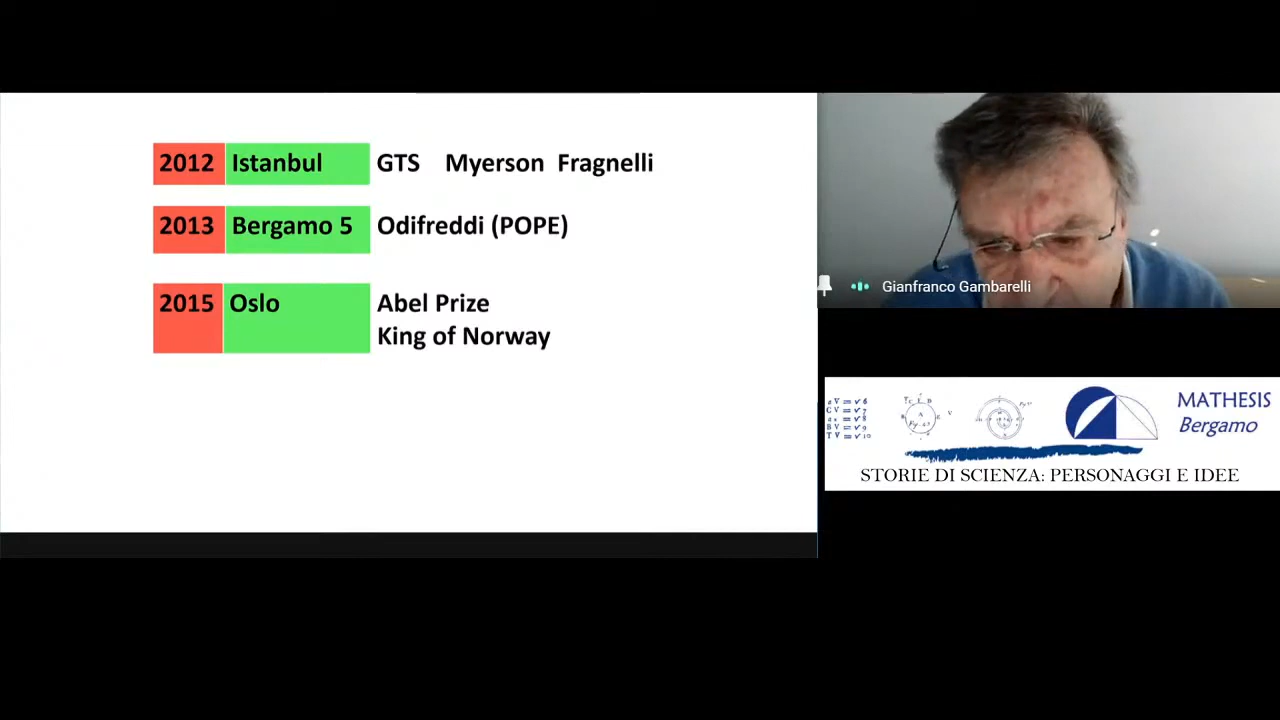 2012 Istanbul GTS Myerson Fragnelli
2013 Bergamo 5 Odifreddi (POPE)
2015 Oslo Abel Prize
King of Norway
Gianfranco Gambarelli
MATHESIS
Bergamo
STORIE DI SCIENZA: PERSONAGGI E IDEE